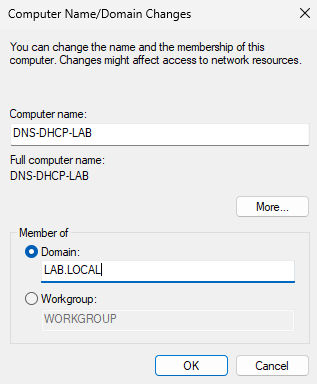 Computer Name/Domain Changes
You can change the name and the membership of this
computer. Changes might affect access to network resources.
Computer name:
DNS-DHCP-LAB
Full computer name:
DNS-DHCP-LAB
More...
Member of
Domain:
LAB.LOCAL
Workgroup:
WORKGROUP
OK Cancel